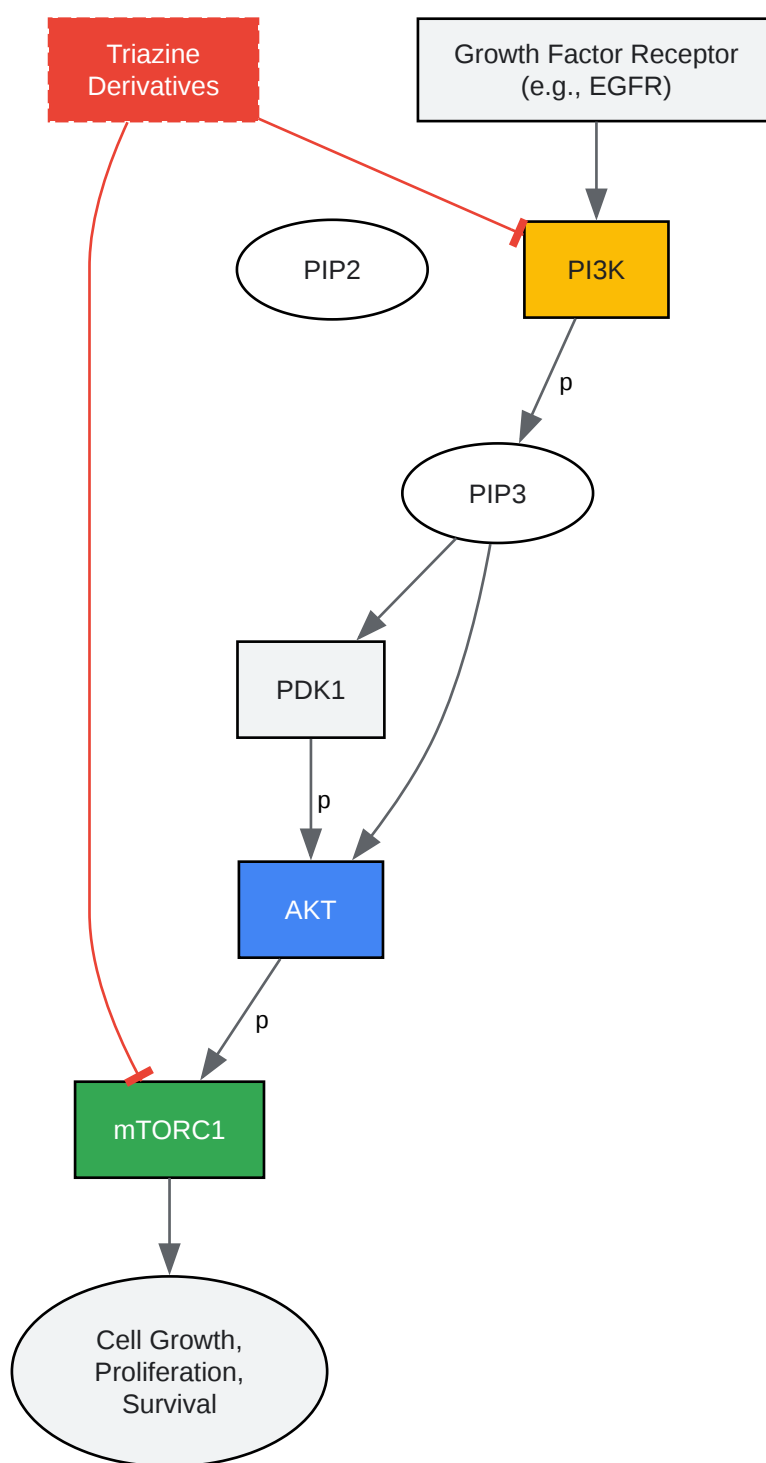 Triazine
Derivatives
Growth Factor Receptor
(e.g., EGFR)
PIP2
PI3K
p
PIP3
PDK1
p
AKT
p
mTORC1
Cell Growth,
Proliferation,
Survival